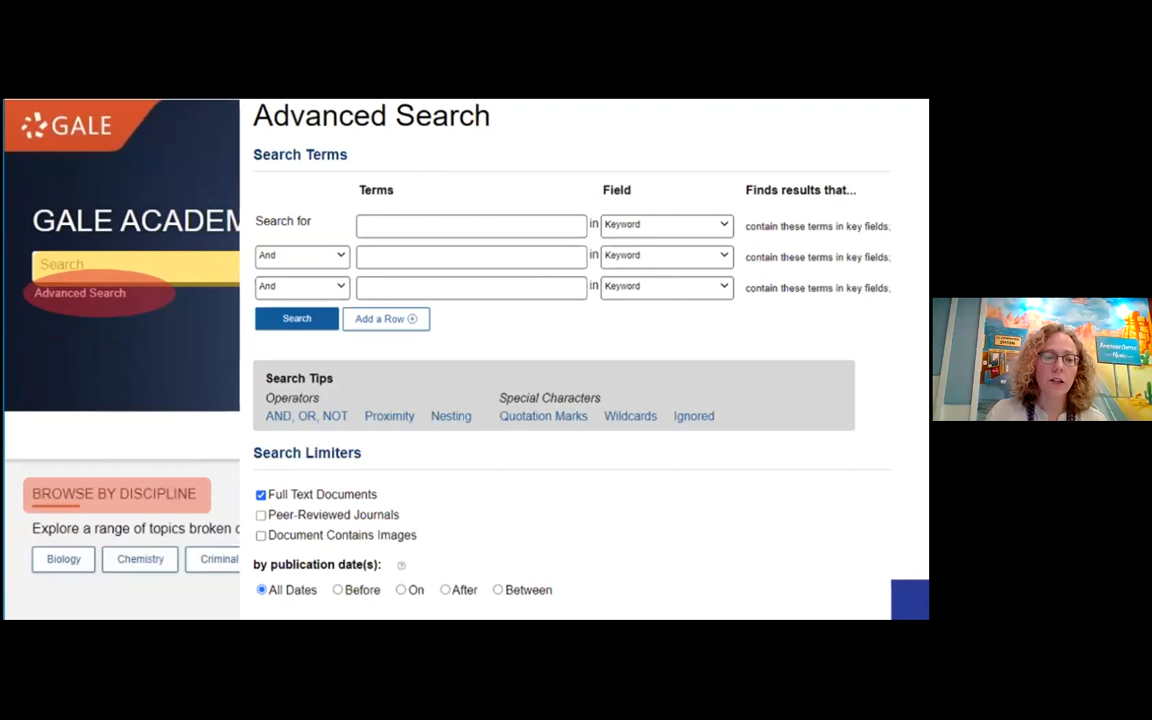 GALE
GALE ACADEM
Search
Advanced Search
BROWSE BY DISCIPLINE
Explore a range of topics broken
Biology Chemistry Criminal
Advanced Search
Search Terms
Terms Field Finds results that...
Search for in Keyword contain these terms in key fields;
And in Keyword contain these terms in key fields;
And in Keyword contain these terms in key fields;
Search Add a Row
Search Tips
Operators Special Characters
AND, OR, NOT Proximity Nesting Quotation Marks Wildcards Ignored
Search Limiters
Full Text Documents
Peer-Reviewed Journals
Document Contains Images
by publication date(s): ?
All Dates Before On After Between